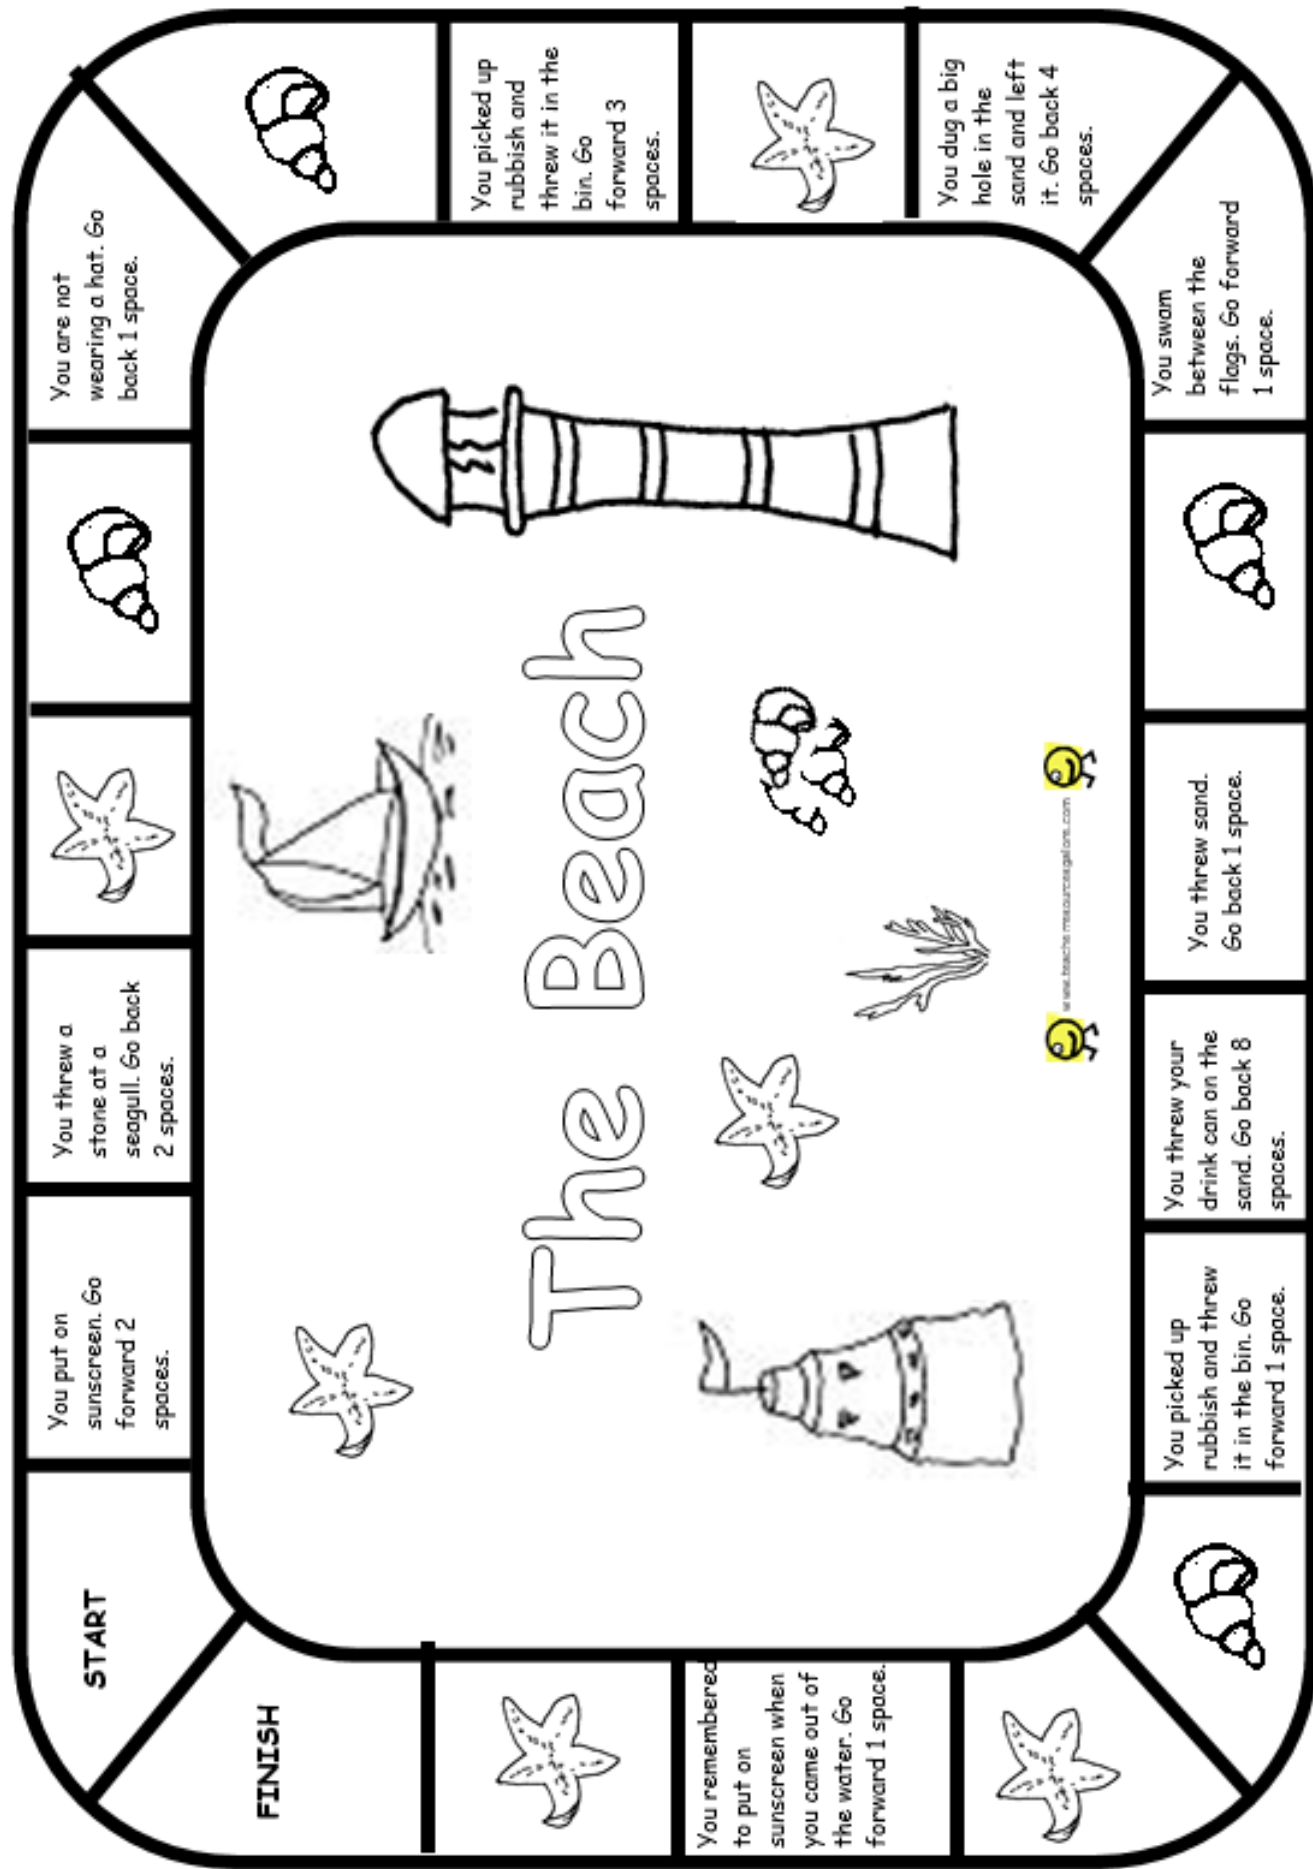 START
You put on
sunscreen. Go
forward 2
spaces.
You threw a
stone at a
seagull. Go back
2 spaces.
You are not
wearing a hat. Go
back 1 space.
You picked up
rubbish and
threw it in the
bin. Go
forward 3
spaces.
You dug a big
hole in the
sand and left
it. Go back 4
spaces.
You swam
between the
flags. Go forward
1 space.
You threw sand.
Go back 1 space.
You threw your
drink can on the
sand. Go back 8
spaces.
You picked up
rubbish and threw
it in the bin. Go
forward 1 space.
You remembered
to put on
sunscreen when
you came out of
the water. Go
forward 1 space.
FINISH
The Beach
www.teacherresourcesgalore.com